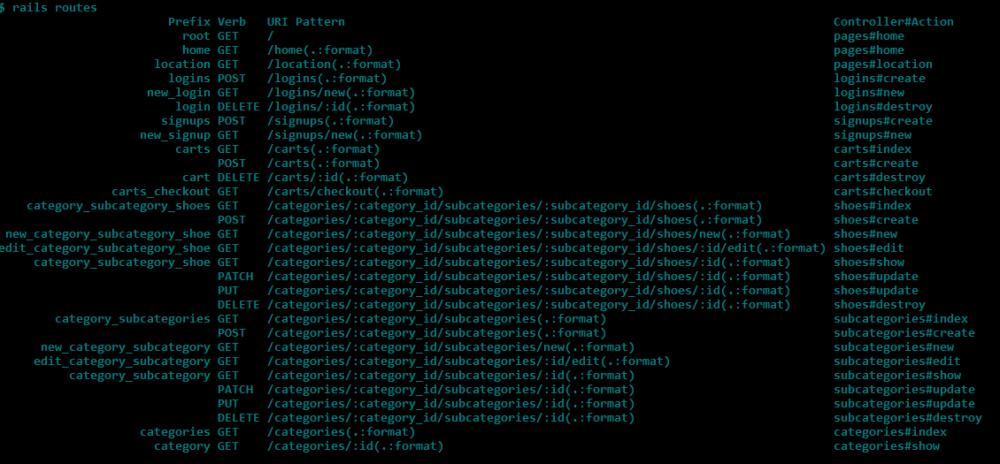 $ rails routes
Prefix Verb URI Pattern Controller#Action
root GET / pages#home
home GET /home(.:format) pages#home
location GET /location(.:format) pages#location
logins POST /logins(.:format) logins#create
new_login GET /logins/new(.:format) logins#new
login DELETE /logins/:id(.:format) logins#destroy
signups POST /signups(.:format) signups#create
new_signup GET /signups/new(.:format) signups#new
carts GET /carts(.:format) carts#index
POST /carts(.:format) carts#create
cart DELETE /carts/:id(.:format) carts#destroy
carts_checkout GET /carts/checkout(.:format) carts#checkout
category_subcategory_shoes GET /categories/:category_id/subcategories/:subcategory_id/shoes(.:format) shoes#index
POST /categories/:category_id/subcategories/:subcategory_id/shoes(.:format) shoes#create
new_category_subcategory_shoe GET /categories/:category_id/subcategories/:subcategory_id/shoes/new(.:format) shoes#new
edit_category_subcategory_shoe GET /categories/:category_id/subcategories/:subcategory_id/shoes/:id/edit(.:format) shoes#edit
category_subcategory_shoe GET /categories/:category_id/subcategories/:subcategory_id/shoes/:id(.:format) shoes#show
PATCH /categories/:category_id/subcategories/:subcategory_id/shoes/:id(.:format) shoes#update
PUT /categories/:category_id/subcategories/:subcategory_id/shoes/:id(.:format) shoes#update
DELETE /categories/:category_id/subcategories/:subcategory_id/shoes/:id(.:format) shoes#destroy
category_subcategories GET /categories/:category_id/subcategories(.:format) subcategories#index
POST /categories/:category_id/subcategories(.:format) subcategories#create
new_category_subcategory GET /categories/:category_id/subcategories/new(.:format) subcategories#new
edit_category_subcategory GET /categories/:category_id/subcategories/:id/edit(.:format) subcategories#edit
category_subcategory GET /categories/:category_id/subcategories/:id(.:format) subcategories#show
PATCH /categories/:category_id/subcategories/:id(.:format) subcategories#update
PUT /categories/:category_id/subcategories/:id(.:format) subcategories#update
DELETE /categories/:category_id/subcategories/:id(.:format) subcategories#destroy
categories GET /categories(.:format) categories#index
category GET /categories/:id(.:format) categories#show